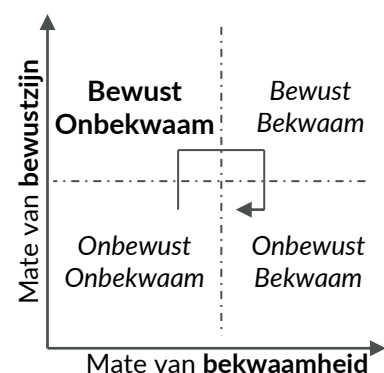 Mate van bewustzijn
Bewust
Onbekwaam
Bewust
Bekwaam
Onbewust
Onbekwaam
Onbewust
Bekwaam
Mate van bekwaamheid